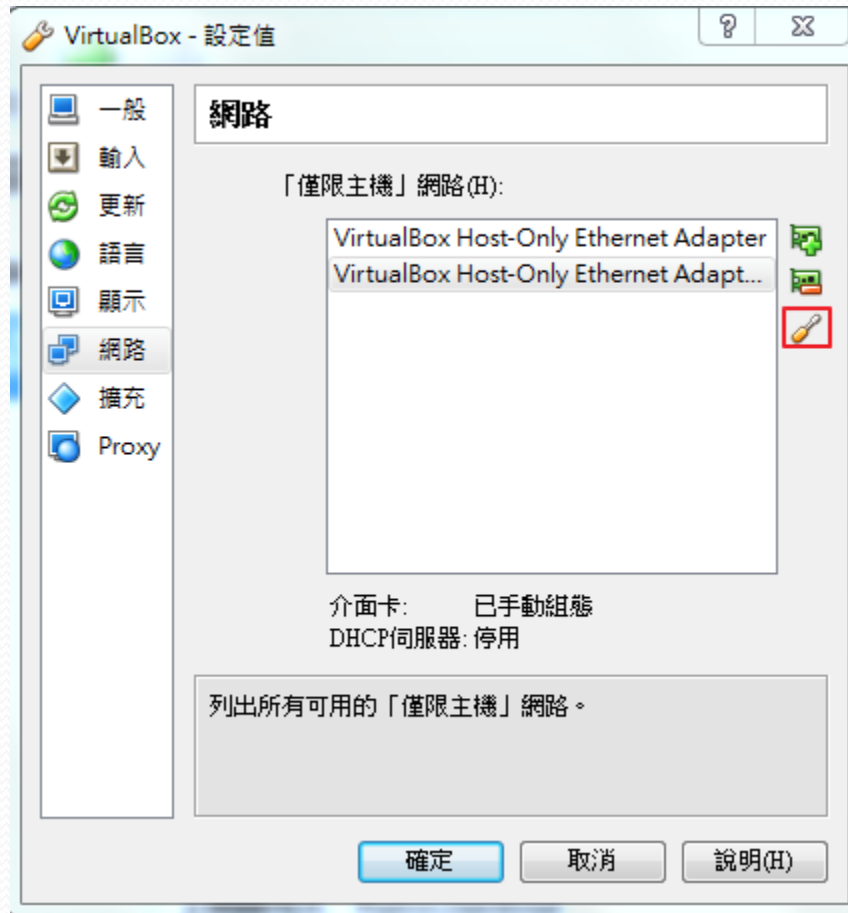 VirtualBox - 設定值
一般
輸入
更新
語言
顯示
網路
擴充
Proxy
網路
「僅限主機」網路(H):
VirtualBox Host-Only Ethernet Adapter
VirtualBox Host-Only Ethernet Adapt...
介面卡: 已手動組態
DHCP伺服器: 停用
列出所有可用的「僅限主機」網路。
確定 取消 說明(H)